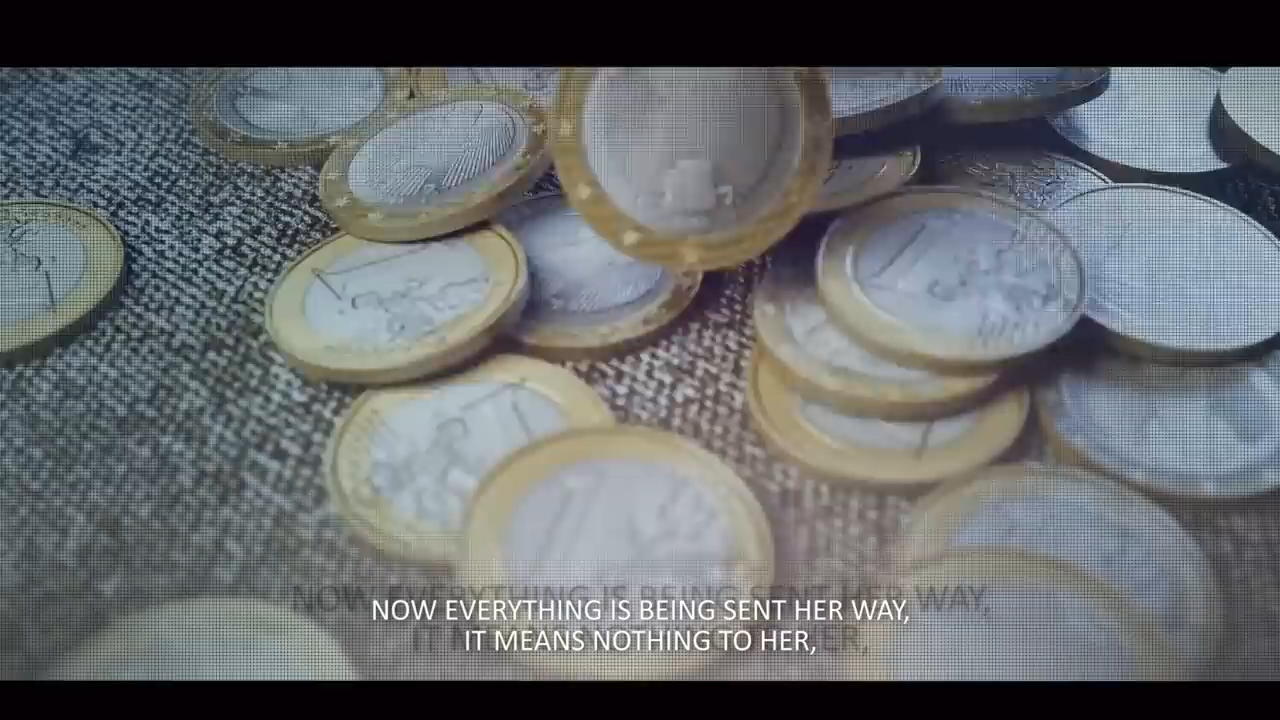 NOW EVERYTHING IS BEING SENT HER WAY,
IT MEANS NOTHING TO HER,